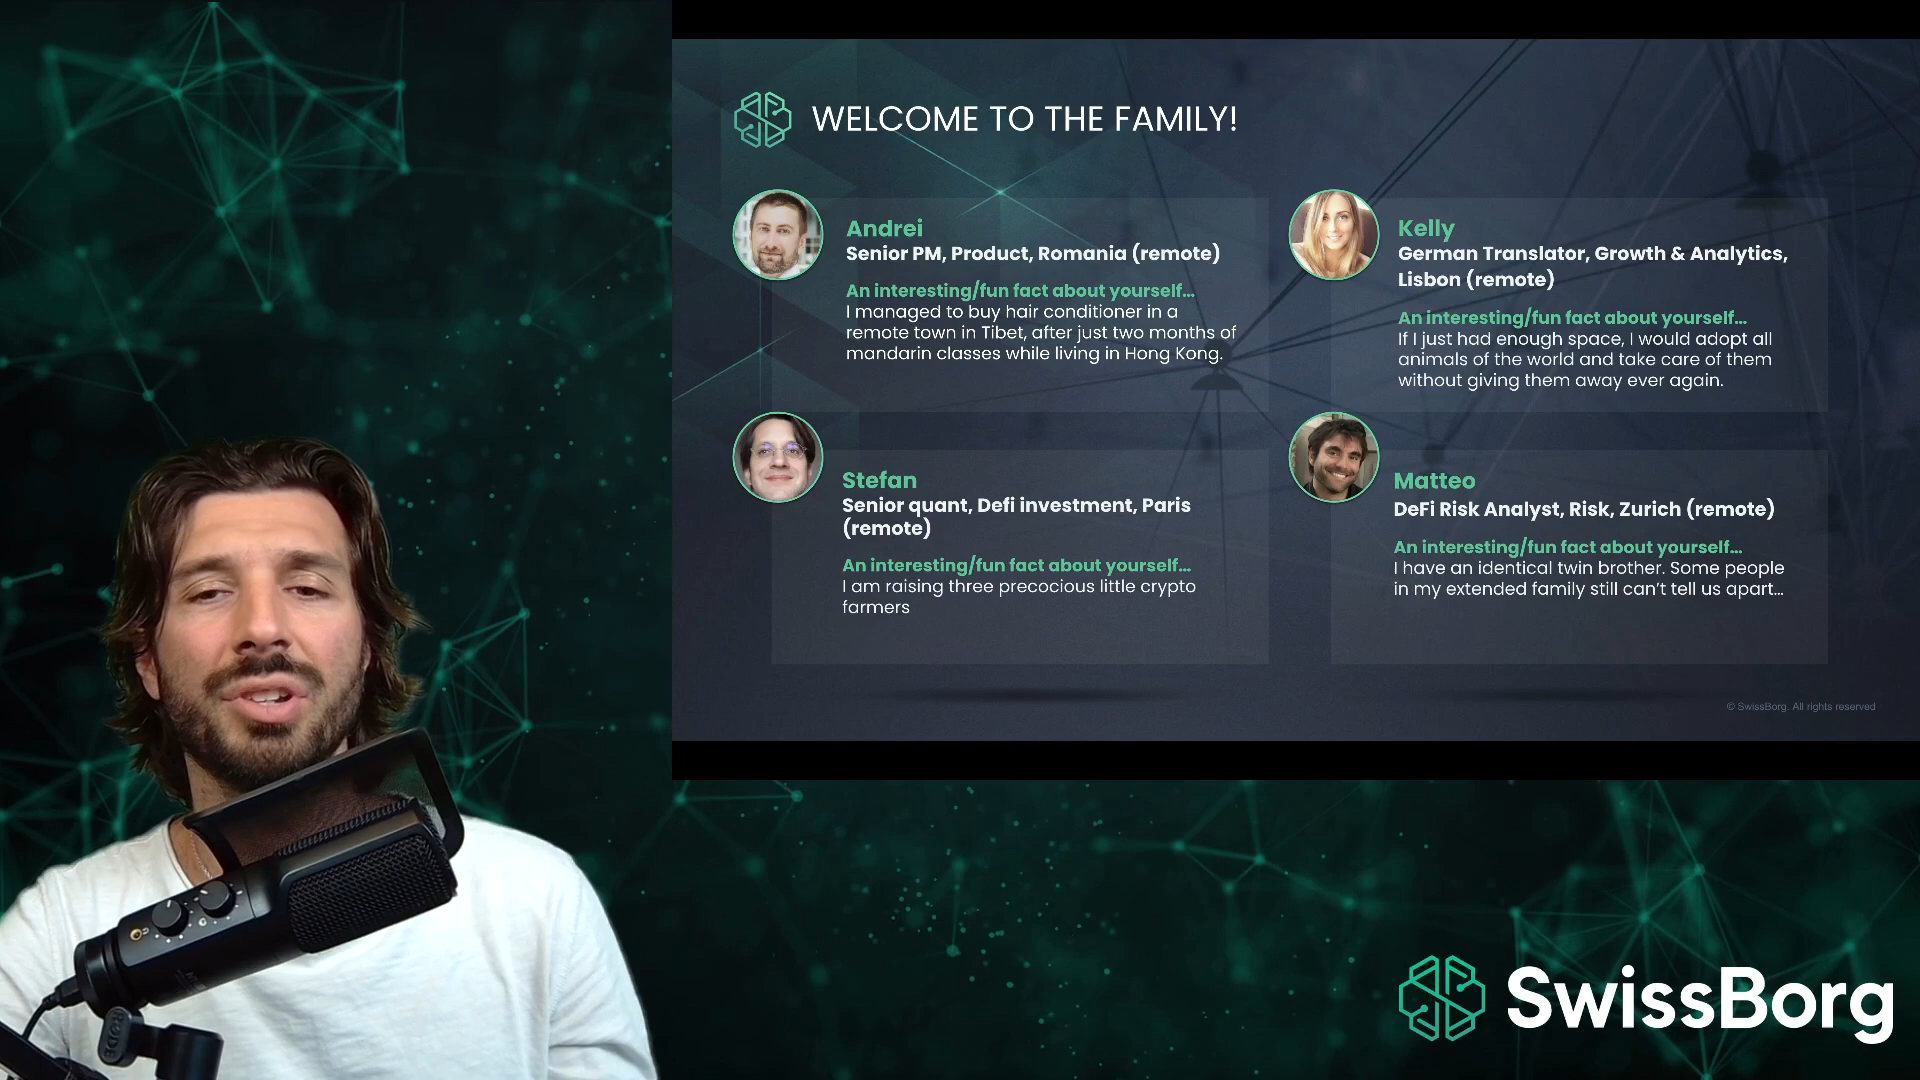 WELCOME TO THE FAMILY!
Andrei
Senior PM, Product, Romania (remote)
An interesting/fun fact about yourself...
I managed to buy hair conditioner in a
remote town in Tibet, after just two months of
mandarin classes while living in Hong Kong.
Kelly
German Translator, Growth & Analytics,
Lisbon (remote)
An interesting/fun fact about yourself...
If I just had enough space, I would adopt all
animals of the world and take care of them
without giving them away ever again.
Stefan
Senior quant, Defi investment, Paris
(remote)
An interesting/fun fact about yourself...
I am raising three precocious little crypto
farmers
Matteo
DeFi Risk Analyst, Risk, Zurich (remote)
An interesting/fun fact about yourself...
I have an identical twin brother. Some people
in my extended family still can’t tell us apart...
© SwissBorg. All rights reserved
SwissBorg